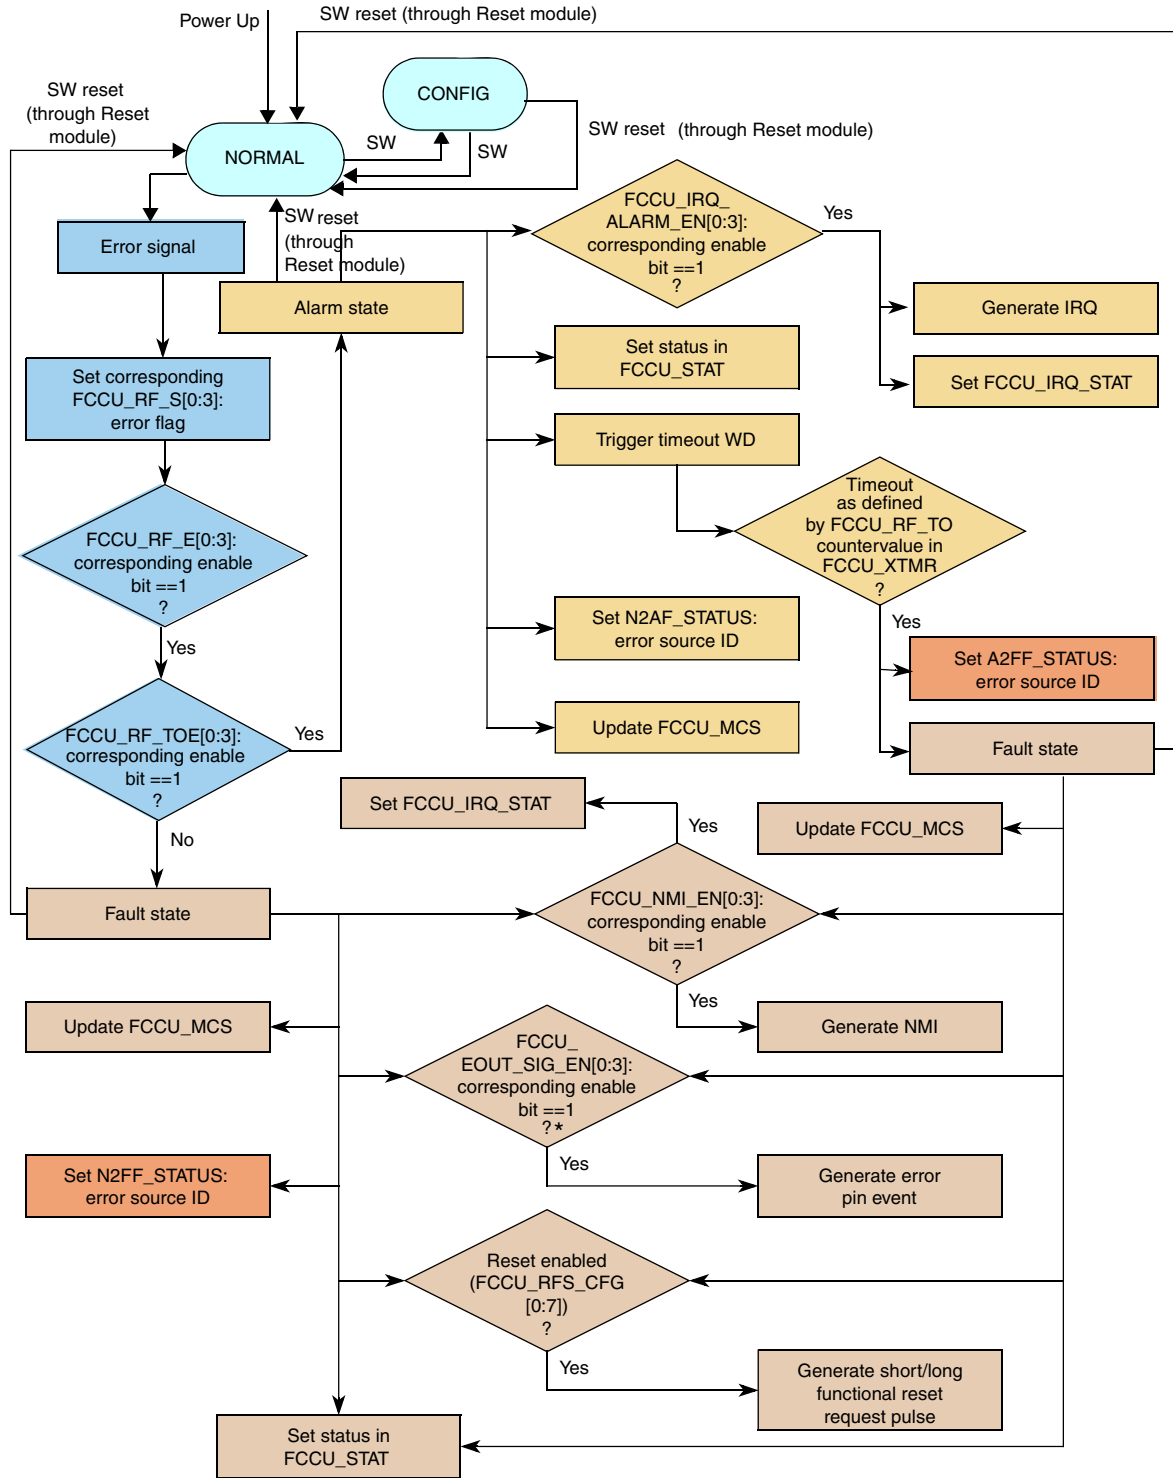 Power Up
SW reset (through Reset module)
SW reset
(through Reset
module)
CONFIG
SW reset (through Reset module)
NORMAL
SW
SW
FCCU_IRQ_
ALARM_EN[0:3]:
corresponding enable
bit ==1
?
Yes
SW reset
(through
Reset module)
Error signal
Alarm state
Generate IRQ
Set status in
FCCU_STAT
Set FCCU_IRQ_STAT
Set corresponding
FCCU_RF_S[0:3]:
error flag
Trigger timeout WD
Timeout
as defined
by FCCU_RF_TO
countervalue in
FCCU_XTMR
?
FCCU_RF_E[0:3]:
corresponding enable
bit ==1
?
Yes
Set N2AF_STATUS:
error source ID
Yes
Set A2FF_STATUS:
error source ID
FCCU_RF_TOE[0:3]:
corresponding enable
bit ==1
?
Yes
Update FCCU_MCS
Fault state
No
Set FCCU_IRQ_STAT
Yes
Update FCCU_MCS
Fault state
FCCU_NMI_EN[0:3]:
corresponding enable
bit ==1
?
Yes
Update FCCU_MCS
Generate NMI
FCCU_
EOUT_SIG_EN[0:3]:
corresponding enable
bit ==1
?*
Yes
Set N2FF_STATUS:
error source ID
Generate error
pin event
Reset enabled
(FCCU_RFS_CFG
[0:7])
?
Yes
Generate short/long
functional reset
request pulse
Set status in
FCCU_STAT